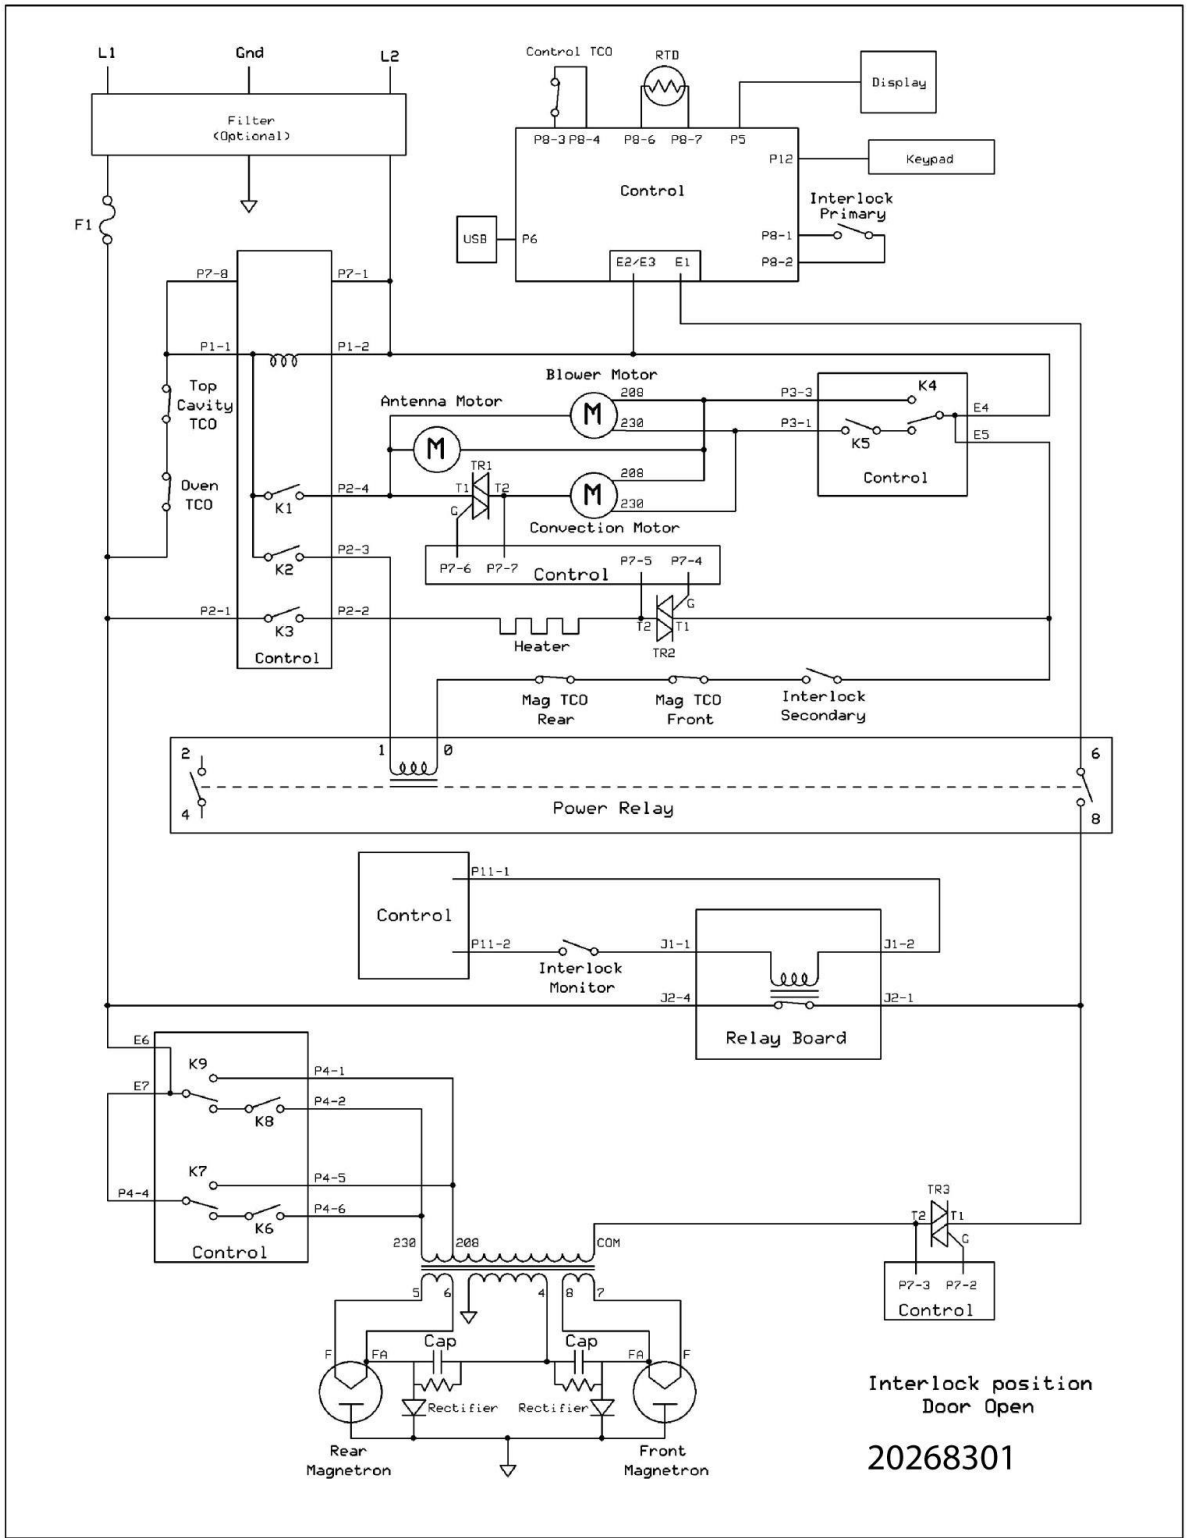 L1
Gnd
L2
Filter
(Optional)
F1
Control TCO
RTD
Display
P8-3 P8-4
P8-6
P8-7
P5
P12
Keypad
Control
Interlock
Primary
USB
P6
P8-1
P8-2
E2/E3
E1
P7-8
P7-1
P1-1
P1-2
Top
Cavity
TCO
Oven
TCO
Blower Motor
Antenna Motor
M
208
230
M
P3-3
P3-1
K4
K5
E4
E5
Control
TR1
T1
T2
G
M
208
230
Convection Motor
K1
P2-4
K2
P2-3
P7-6
P7-7
Control
P7-5
P7-4
P2-1
K3
P2-2
Control
Heater
T2
T1
G
TR2
Mag TCO
Rear
Mag TCO
Front
Interlock
Secondary
2
4
1
0
Power Relay
6
8
Control
P11-1
P11-2
Interlock
Monitor
J1-1
J1-2
J2-4
J2-1
Relay Board
E6
E7
K9
P4-1
P4-2
K8
K7
P4-5
P4-4
P4-6
K6
Control
230
208
COM
TR3
T2
T1
G
P7-3
P7-2
Control
5
6
4
8
7
F
FA
Cap
Cap
FA
F
Rectifier
Rectifier
Rear
Magnetron
Front
Magnetron
Interlock position
Door Open
20268301